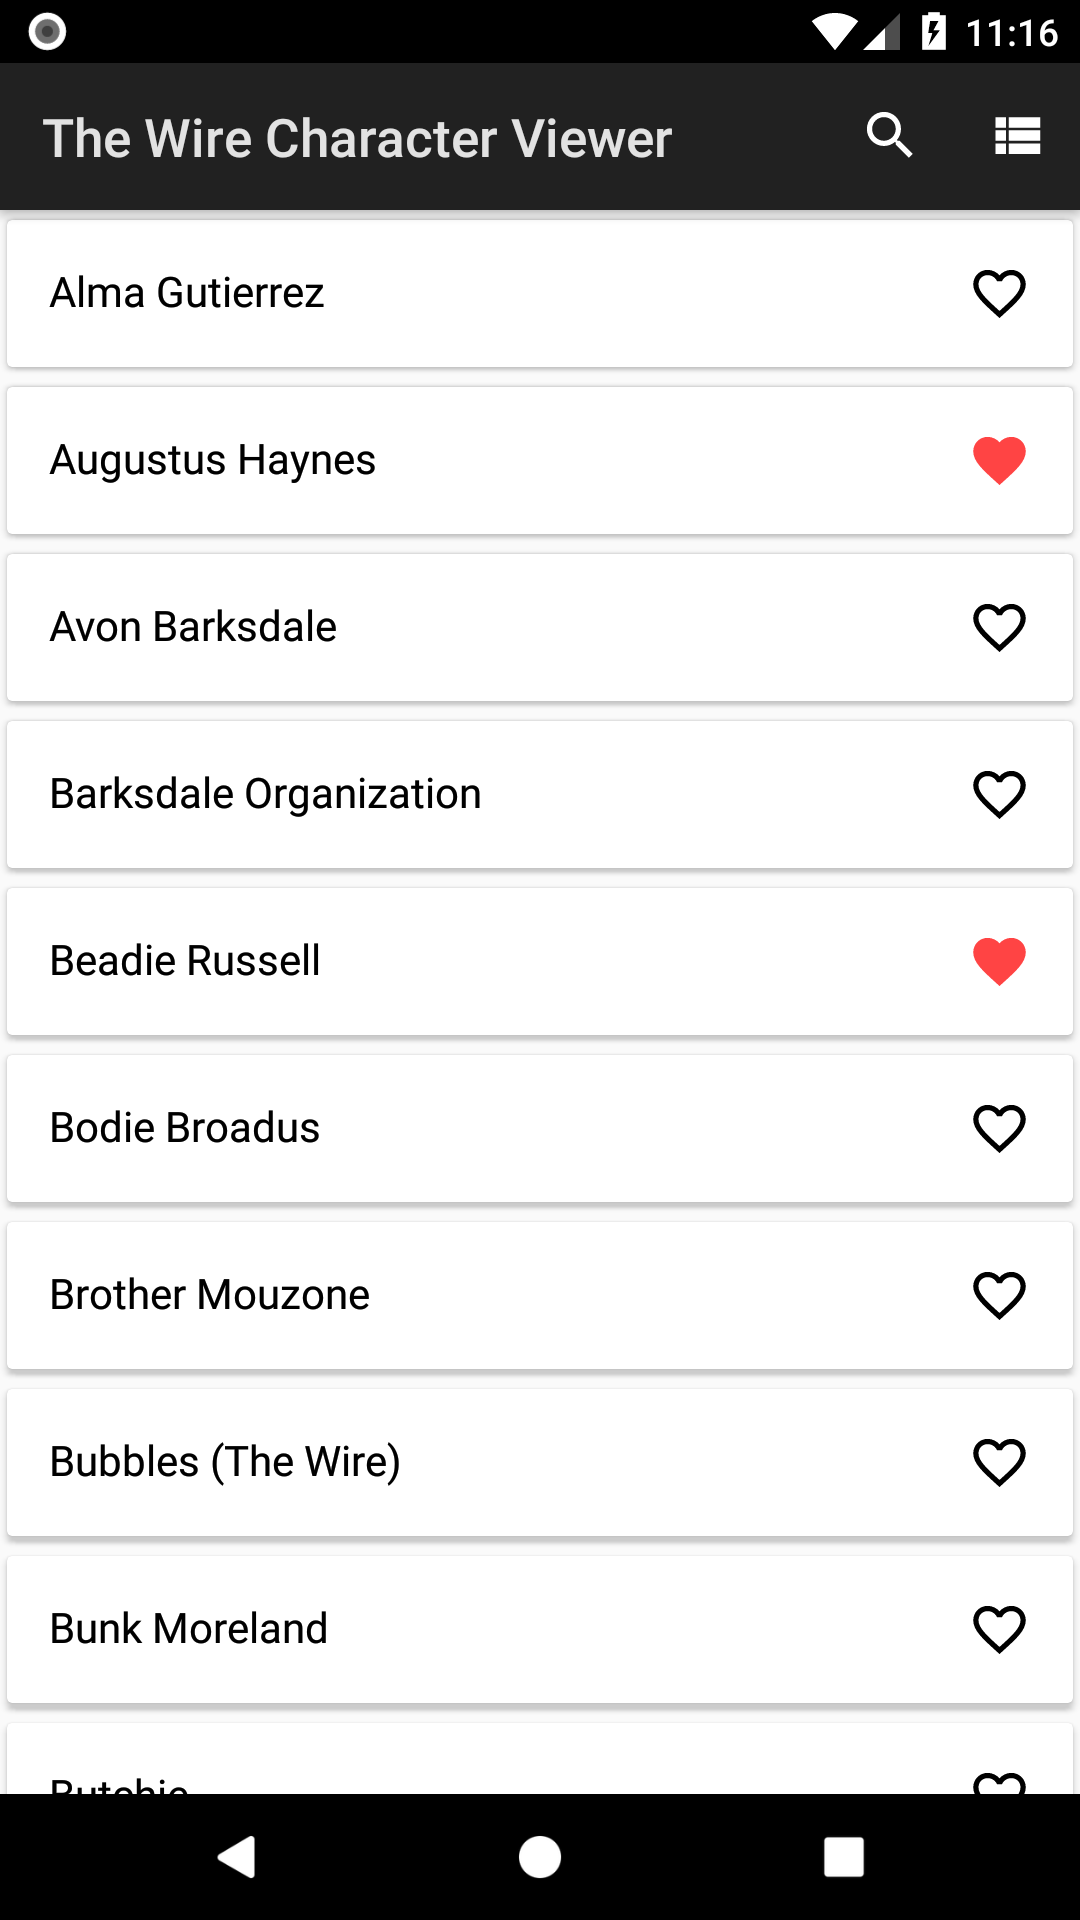 11:16
The Wire Character Viewer
Alma Gutierrez
Augustus Haynes
Avon Barksdale
Barksdale Organization
Beadie Russell
Bodie Broadus
Brother Mouzone
Bubbles (The Wire)
Bunk Moreland
Butchie